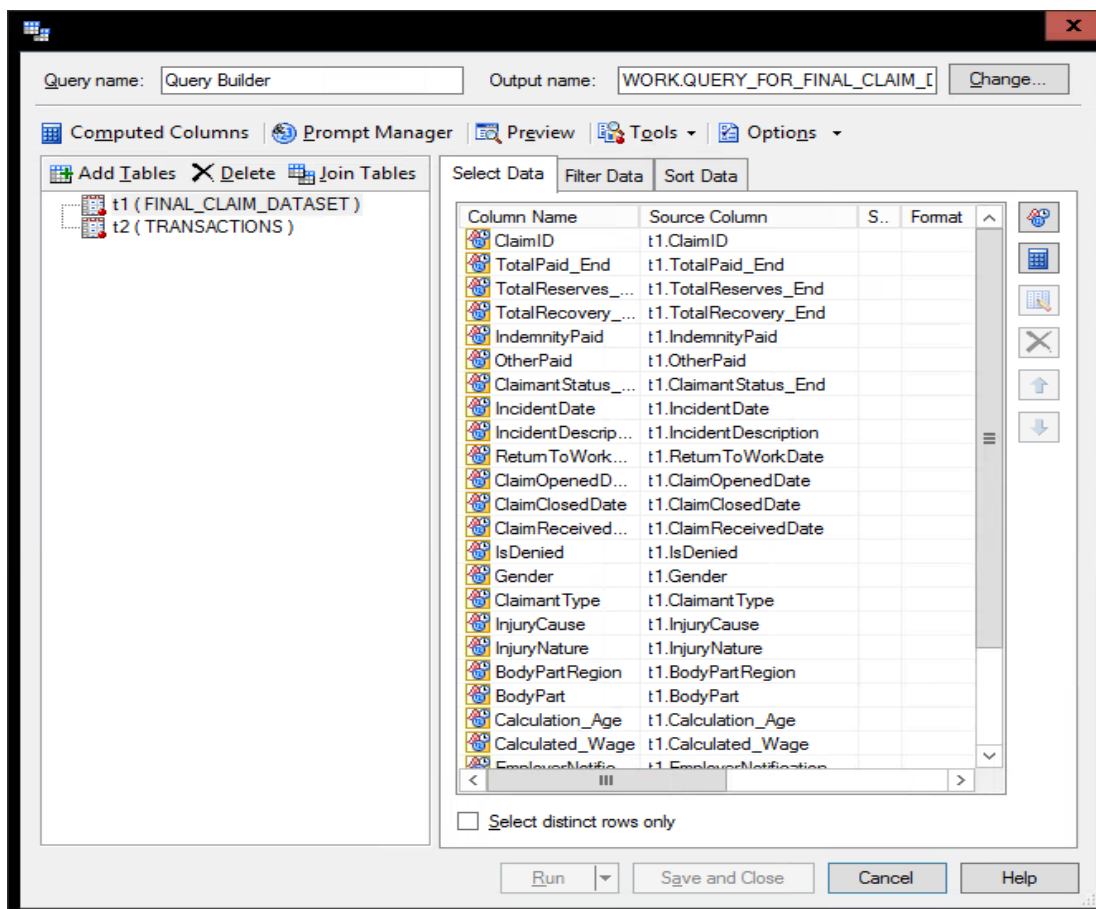 Query name: Query Builder Output name: WORK.QUERY_FOR_FINAL_CLAIM_D Change...
Computed Columns Prompt Manager Preview Tools Options
Add Tables Delete Join Tables
Select Data Filter Data Sort Data
t1 ( FINAL_CLAIM_DATASET )
t2 ( TRANSACTIONS )
Column Name Source Column S.. Format
ClaimID t1.ClaimID
TotalPaid_End t1.TotalPaid_End
TotalReserves_... t1.TotalReserves_End
TotalRecovery_... t1.TotalRecovery_End
IndemnityPaid t1.IndemnityPaid
OtherPaid t1.OtherPaid
ClaimantStatus_... t1.ClaimantStatus_End
IncidentDate t1.IncidentDate
IncidentDescrip... t1.IncidentDescription
ReturnToWork... t1.ReturnToWorkDate
ClaimOpenedD... t1.ClaimOpenedDate
ClaimClosedDate t1.ClaimClosedDate
ClaimReceived... t1.ClaimReceivedDate
IsDenied t1.IsDenied
Gender t1.Gender
ClaimantType t1.ClaimantType
InjuryCause t1.InjuryCause
InjuryNature t1.InjuryNature
BodyPartRegion t1.BodyPartRegion
BodyPart t1.BodyPart
Calculation_Age t1.Calculation_Age
Calculated_Wage t1.Calculated_Wage
EmployerNotific... t1.EmployerNotification
Select distinct rows only
Run Save and Close Cancel Help